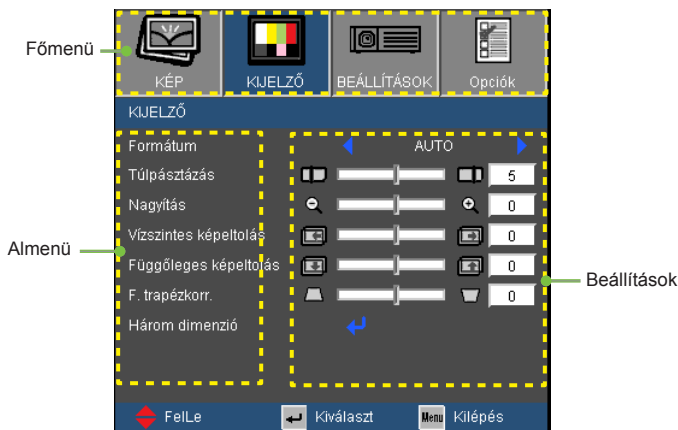 Főmenü
KÉP KIJELZŐ BEÁLLÍTÁSOK Opciók
KIJELZŐ
Formátum AUTO
Túlpásztázás 5
Nagyítás 0
Vízszintes képeltolás 0
Almenü
Függőleges képeltolás 0
Beállítások
F. trapézkorr. 0
Három dimenzió
FelLe Kiválaszt Menu Kilépés